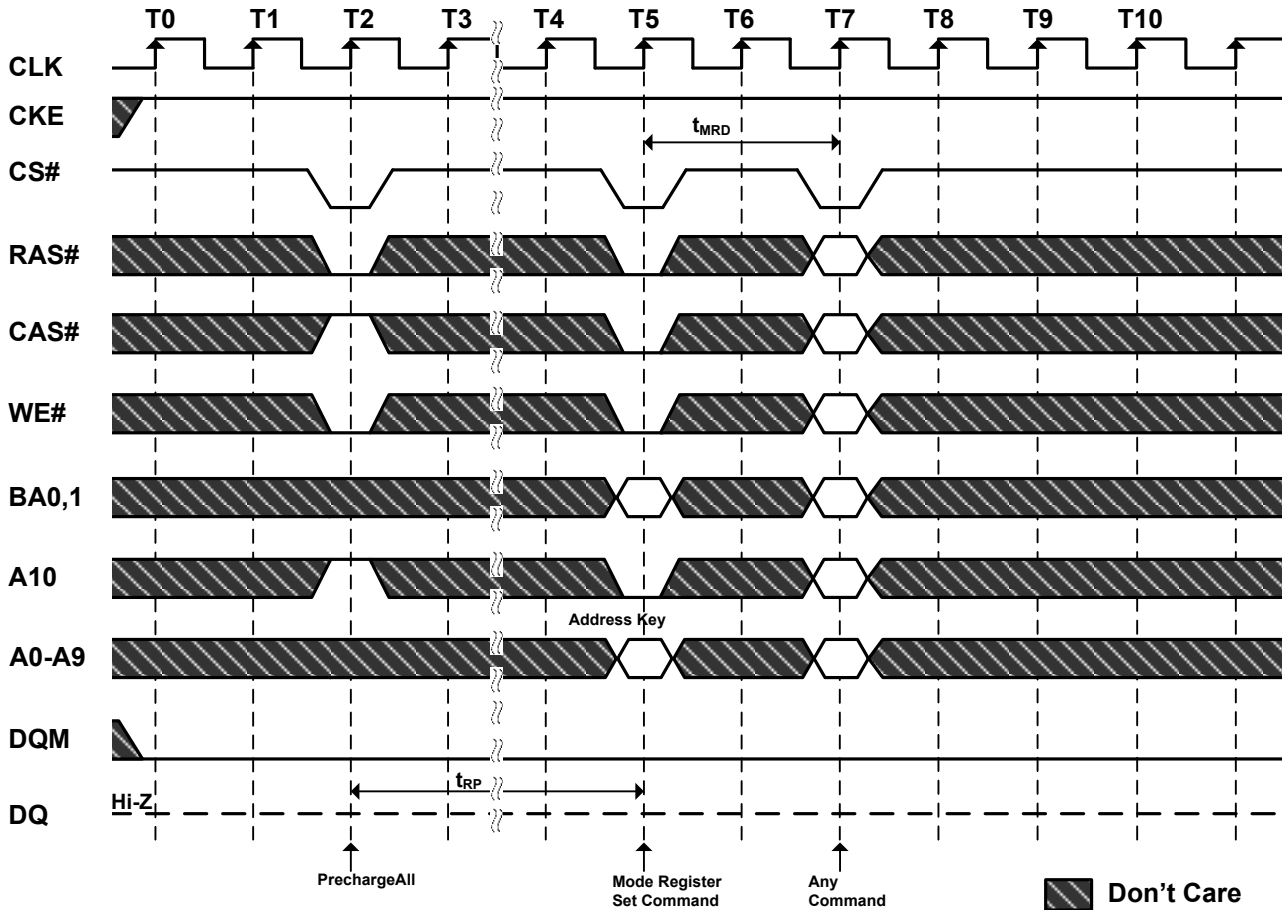 T0 T1 T2 T3 T4 T5 T6 T7 T8 T9 T10
CLK
CKE
tMRD
CS#
RAS#
CAS#
WE#
BA0,1
A10
Address Key
A0-A9
DQM
tRP
Hi-Z
DQ
PrechargeAll
Mode Register
Set Command
Any
Command
Don't Care